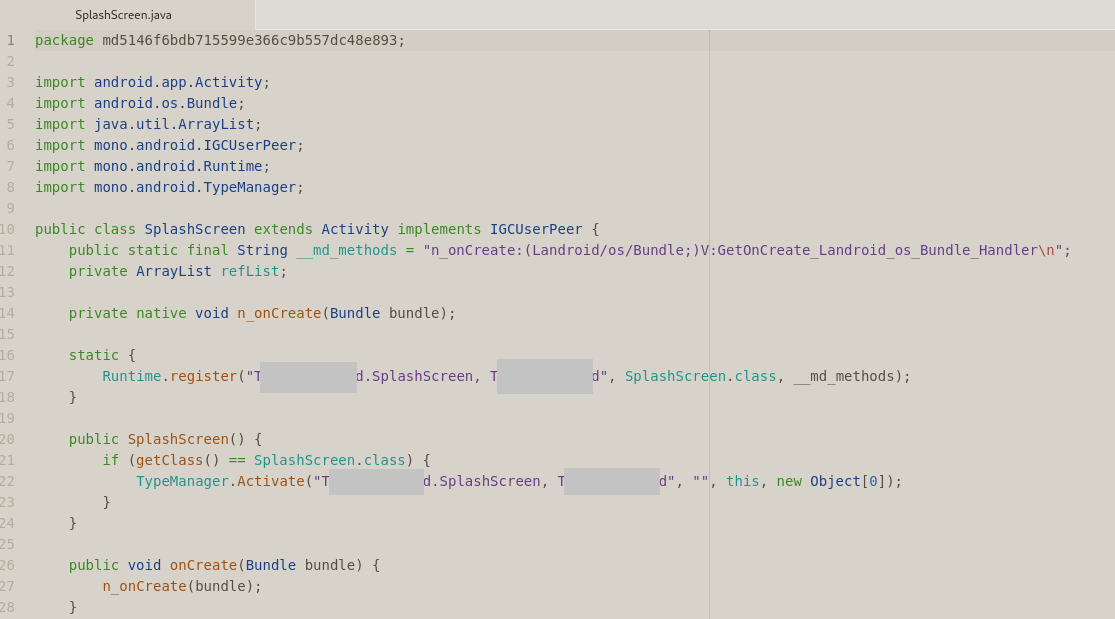 SplashScreen.java
1 package md5146f6bdb715599e366c9b557dc48e893;
2
3 import android.app.Activity;
4 import android.os.Bundle;
5 import java.util.ArrayList;
6 import mono.android.IGCUserPeer;
7 import mono.android.Runtime;
8 import mono.android.TypeManager;
9
10 public class SplashScreen extends Activity implements IGCUserPeer {
11     public static final String __md_methods = "n_onCreate:(Landroid/os/Bundle;)V:GetOnCreate_Landroid_os_Bundle_Handler\n";
12     private ArrayList refList;
13
14     private native void n_onCreate(Bundle bundle);
15
16     static {
17         Runtime.register("T d.SplashScreen, T d", SplashScreen.class, __md_methods);
18     }
19
20     public SplashScreen() {
21         if (getClass() == SplashScreen.class) {
22             TypeManager.Activate("T d.SplashScreen, T d", "", this, new Object[0]);
23         }
24     }
25
26     public void onCreate(Bundle bundle) {
27         n_onCreate(bundle);
28     }